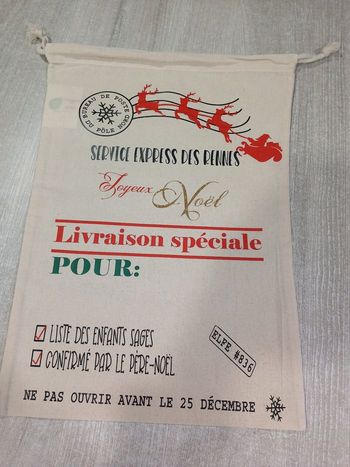 BUREAU DE POSTE
DU PÔLE NORD
SERVICE EXPRESS DES RENNES
Joyeux Noël
Livraison spéciale
POUR:
LISTE DES ENFANTS SAGES
ELFE #836
CONFIRMÉ PAR LE PÈRE-NOËL
NE PAS OUVRIR AVANT LE 25 DÉCEMBRE